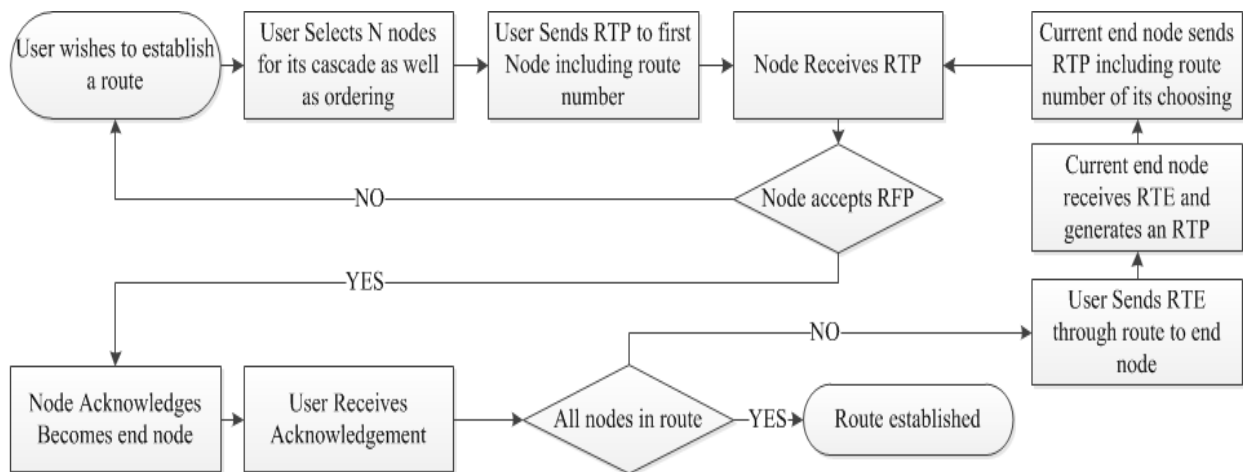 User wishes to establish
a route
User Selects N nodes
for its cascade as well
as ordering
User Sends RTP to first
Node including route
number
Node Receives RTP
Current end node sends
RTP including route
number of its choosing
Node accepts RFP
NO
Current end node
receives RTE and
generates an RTP
YES
User Sends RTE
through route to end
node
NO
Node Acknowledges
Becomes end node
User Receives
Acknowledgement
All nodes in route
YES
Route established